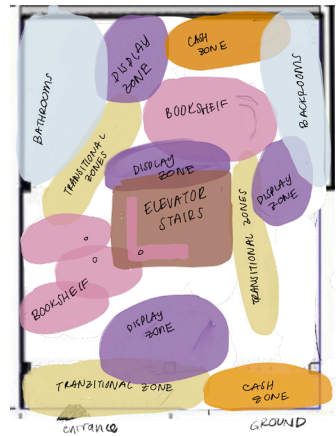 BATHROOMS
DISPLAY
ZONE
CASH
ZONE
BACKROOMS
BOOKSHELF
TRANSITIONAL
ZONES
DISPLAY
ZONE
DISPLAY
ZONE
ELEVATOR
STAIRS
TRANSITIONAL ZONES
BOOKSHELF
DISPLAY
ZONE
TRANZITIONAL ZONE
CASH
ZONE
entrance
GROUND